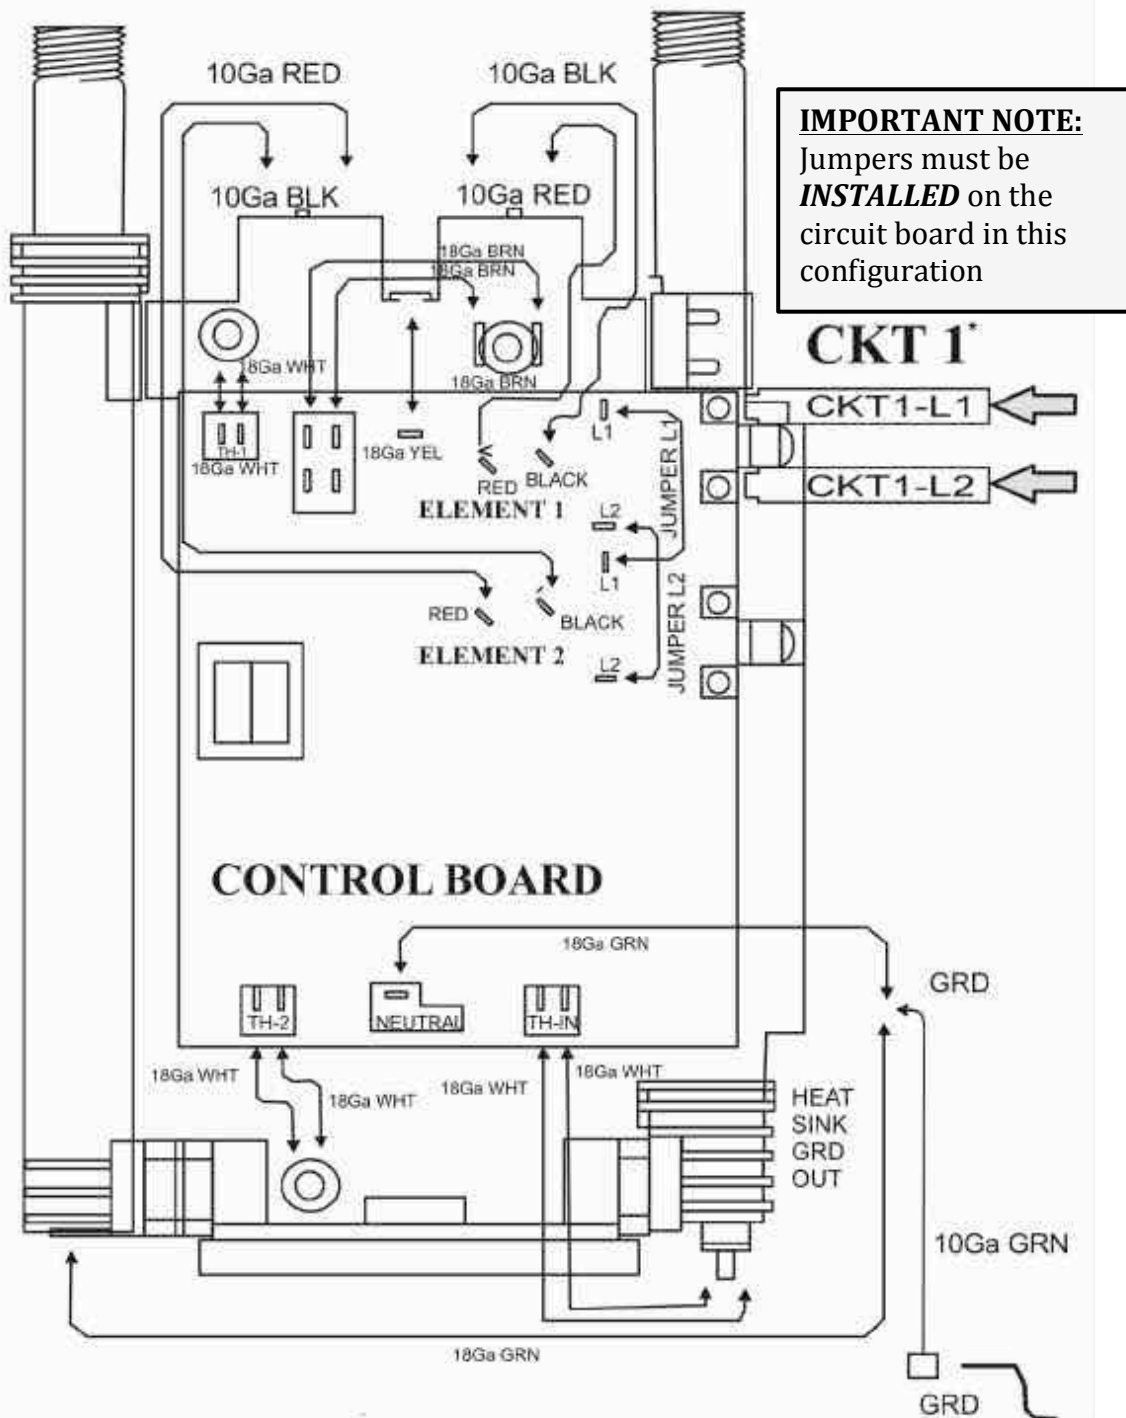 10Ga RED
10Ga BLK
IMPORTANT NOTE:
Jumpers must be
INSTALLED on the
circuit board in this
configuration
10Ga BLK
10Ga RED
18Ga BRN
18Ga BRN
CKT 1*
18Ga WHT
18Ga BRN
CKT1-L1
TH-1
18Ga WHT
18Ga YEL
L1
JUMPER L1
RED
BLACK
CKT1-L2
ELEMENT 1
L2
L1
JUMPER L2
RED
BLACK
ELEMENT 2
L2
CONTROL BOARD
18Ga GRN
GRD
TH-2
NEUTRAL
TH-IN
18Ga WHT
18Ga WHT
18Ga WHT
18Ga WHT
HEAT
SINK
GRD
OUT
10Ga GRN
18Ga GRN
GRD